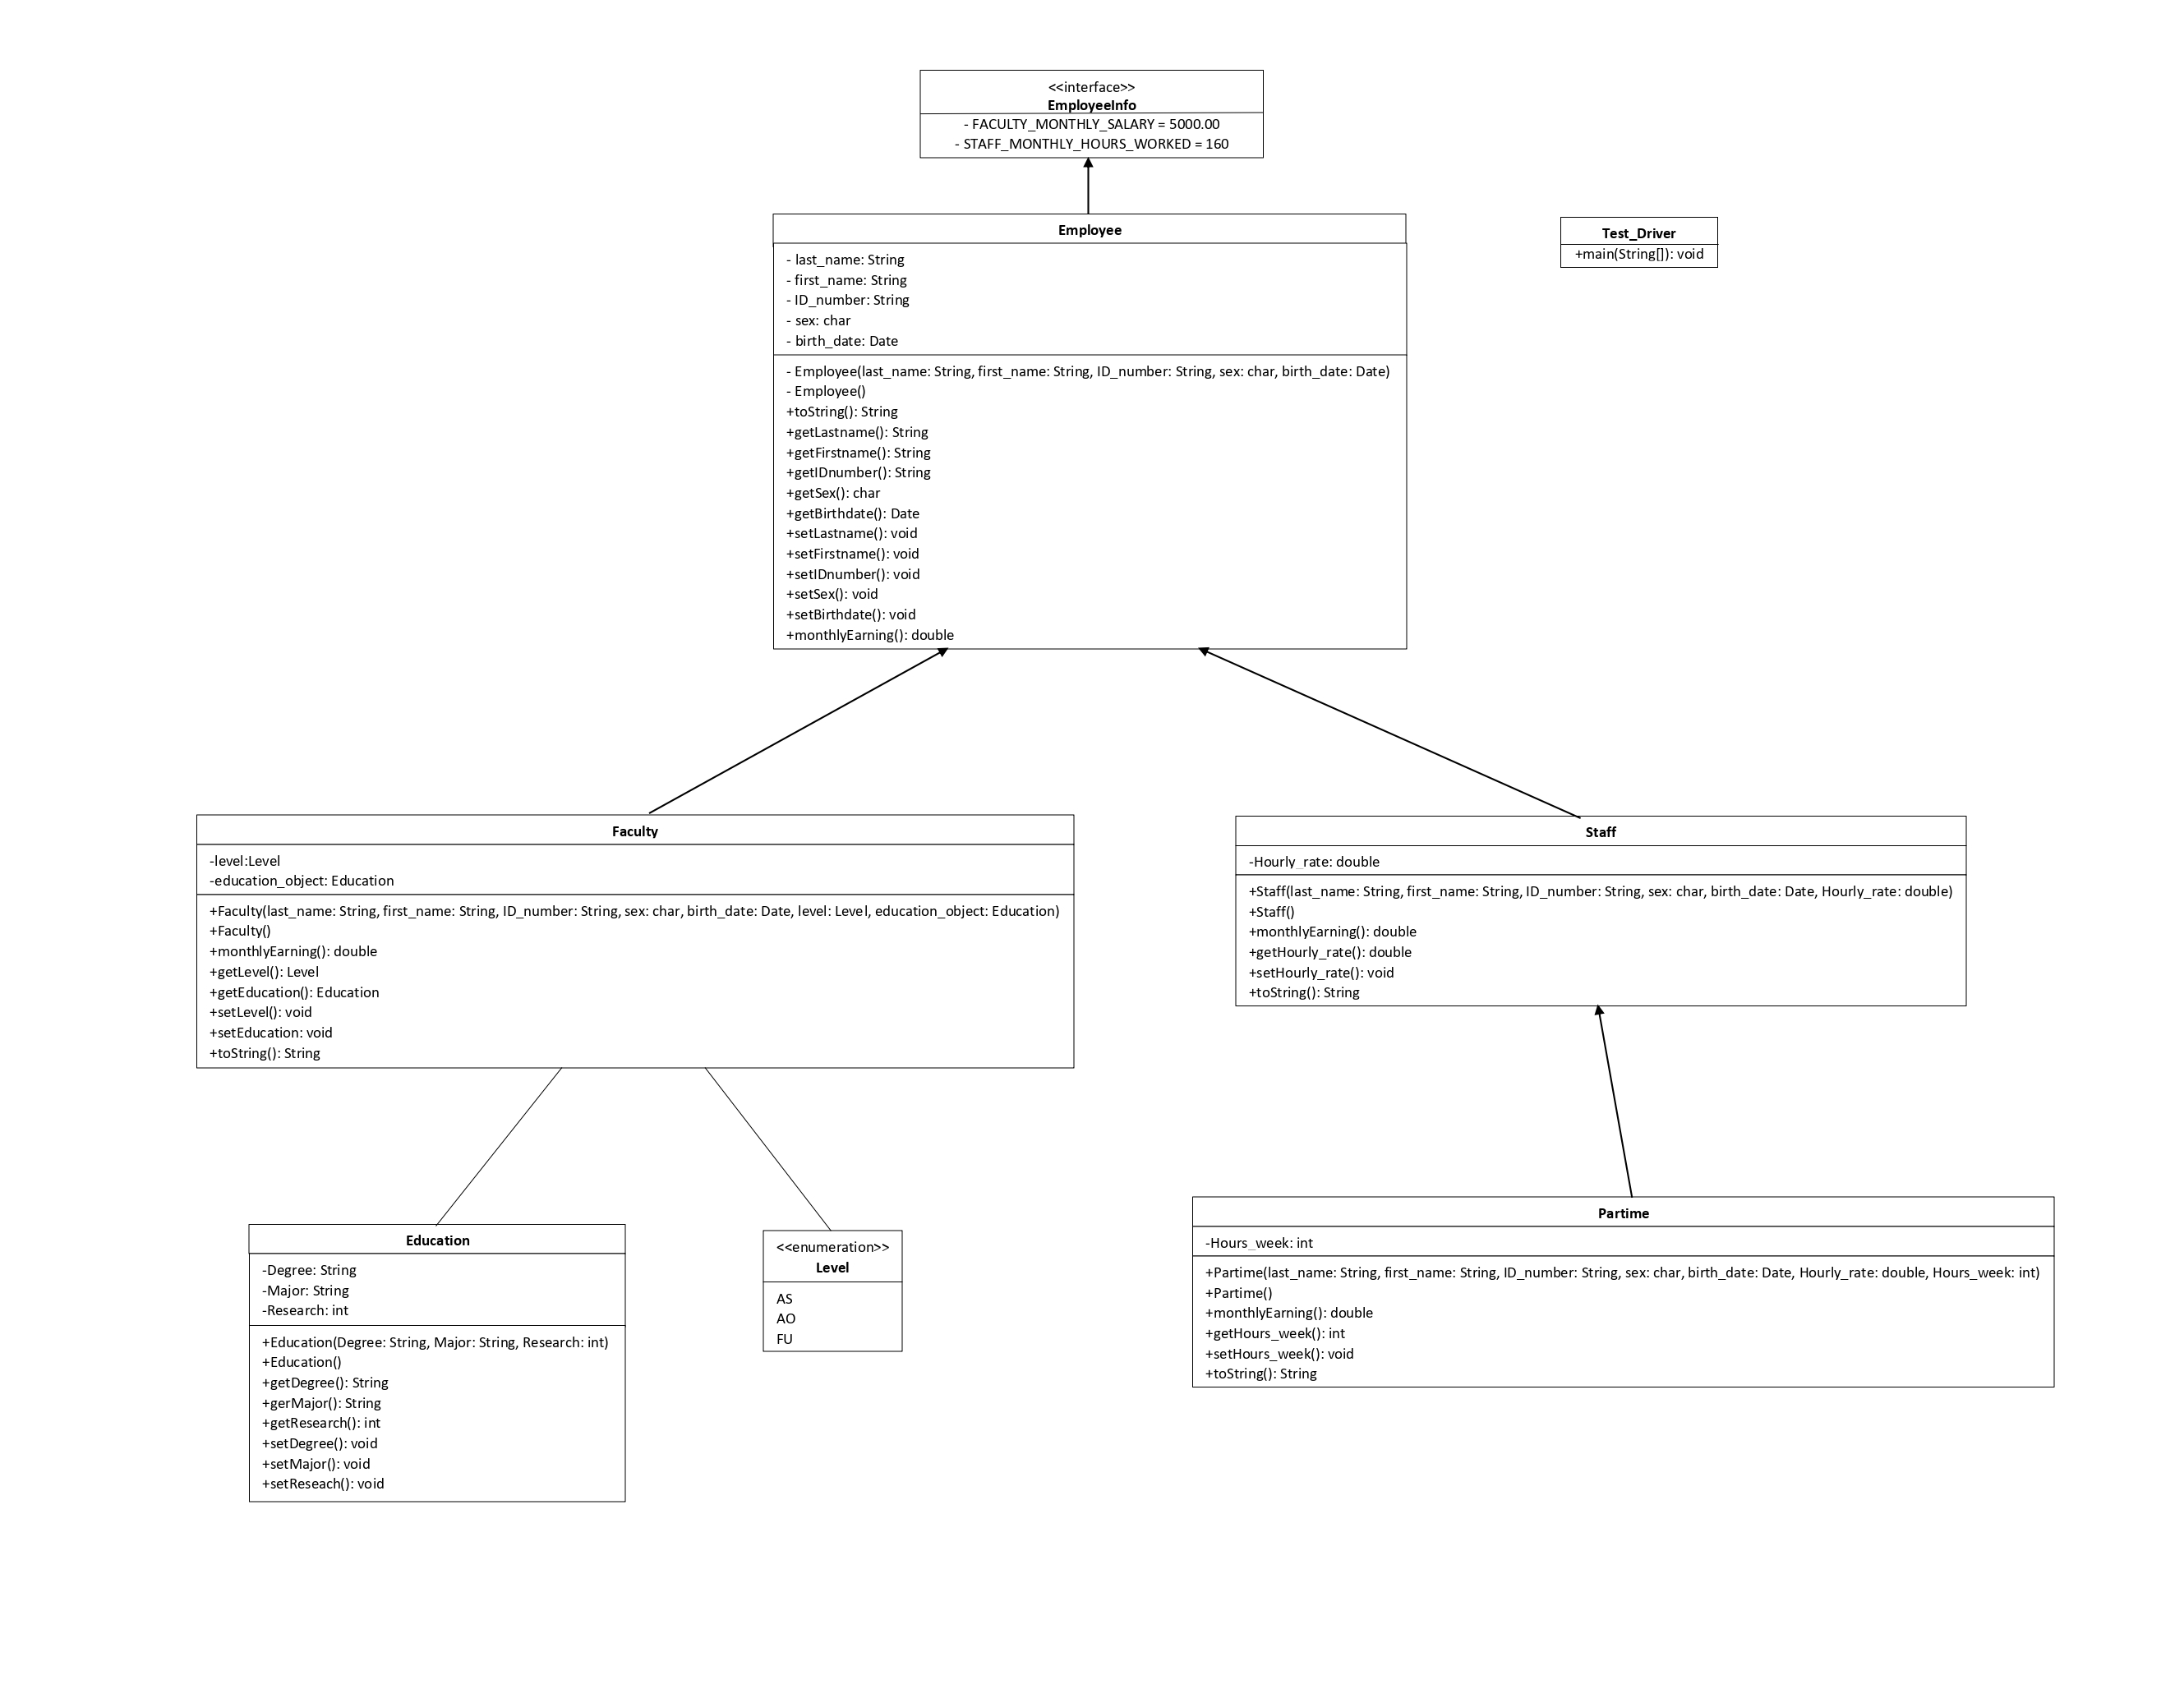 <<interface>>
EmployeeInfo
- FACULTY_MONTHLY_SALARY = 5000.00
- STAFF_MONTHLY_HOURS_WORKED = 160
Employee
- last_name: String
- first_name: String
- ID_number: String
- sex: char
- birth_date: Date
- Employee(last_name: String, first_name: String, ID_number: String, sex: char, birth_date: Date)
- Employee()
+toString(): String
+getLastname(): String
+getFirstname(): String
+getIDnumber(): String
+getSex(): char
+getBirthdate(): Date
+setLastname(): void
+setFirstname(): void
+setIDnumber(): void
+setSex(): void
+setBirthdate(): void
+monthlyEarning(): double
Test_Driver
+main(String[]): void
Faculty
-level:Level
-education_object: Education
+Faculty(last_name: String, first_name: String, ID_number: String, sex: char, birth_date: Date, level: Level, education_object: Education)
+Faculty()
+monthlyEarning(): double
+getLevel(): Level
+getEducation(): Education
+setLevel(): void
+setEducation: void
+toString(): String
Staff
-Hourly_rate: double
+Staff(last_name: String, first_name: String, ID_number: String, sex: char, birth_date: Date, Hourly_rate: double)
+Staff()
+monthlyEarning(): double
+getHourly_rate(): double
+setHourly_rate(): void
+toString(): String
Education
-Degree: String
-Major: String
-Research: int
+Education(Degree: String, Major: String, Research: int)
+Education()
+getDegree(): String
+gerMajor(): String
+getResearch(): int
+setDegree(): void
+setMajor(): void
+setReseach(): void
<<enumeration>>
Level
AS
AO
FU
Partime
-Hours_week: int
+Partime(last_name: String, first_name: String, ID_number: String, sex: char, birth_date: Date, Hourly_rate: double, Hours_week: int)
+Partime()
+monthlyEarning(): double
+getHours_week(): int
+setHours_week(): void
+toString(): String